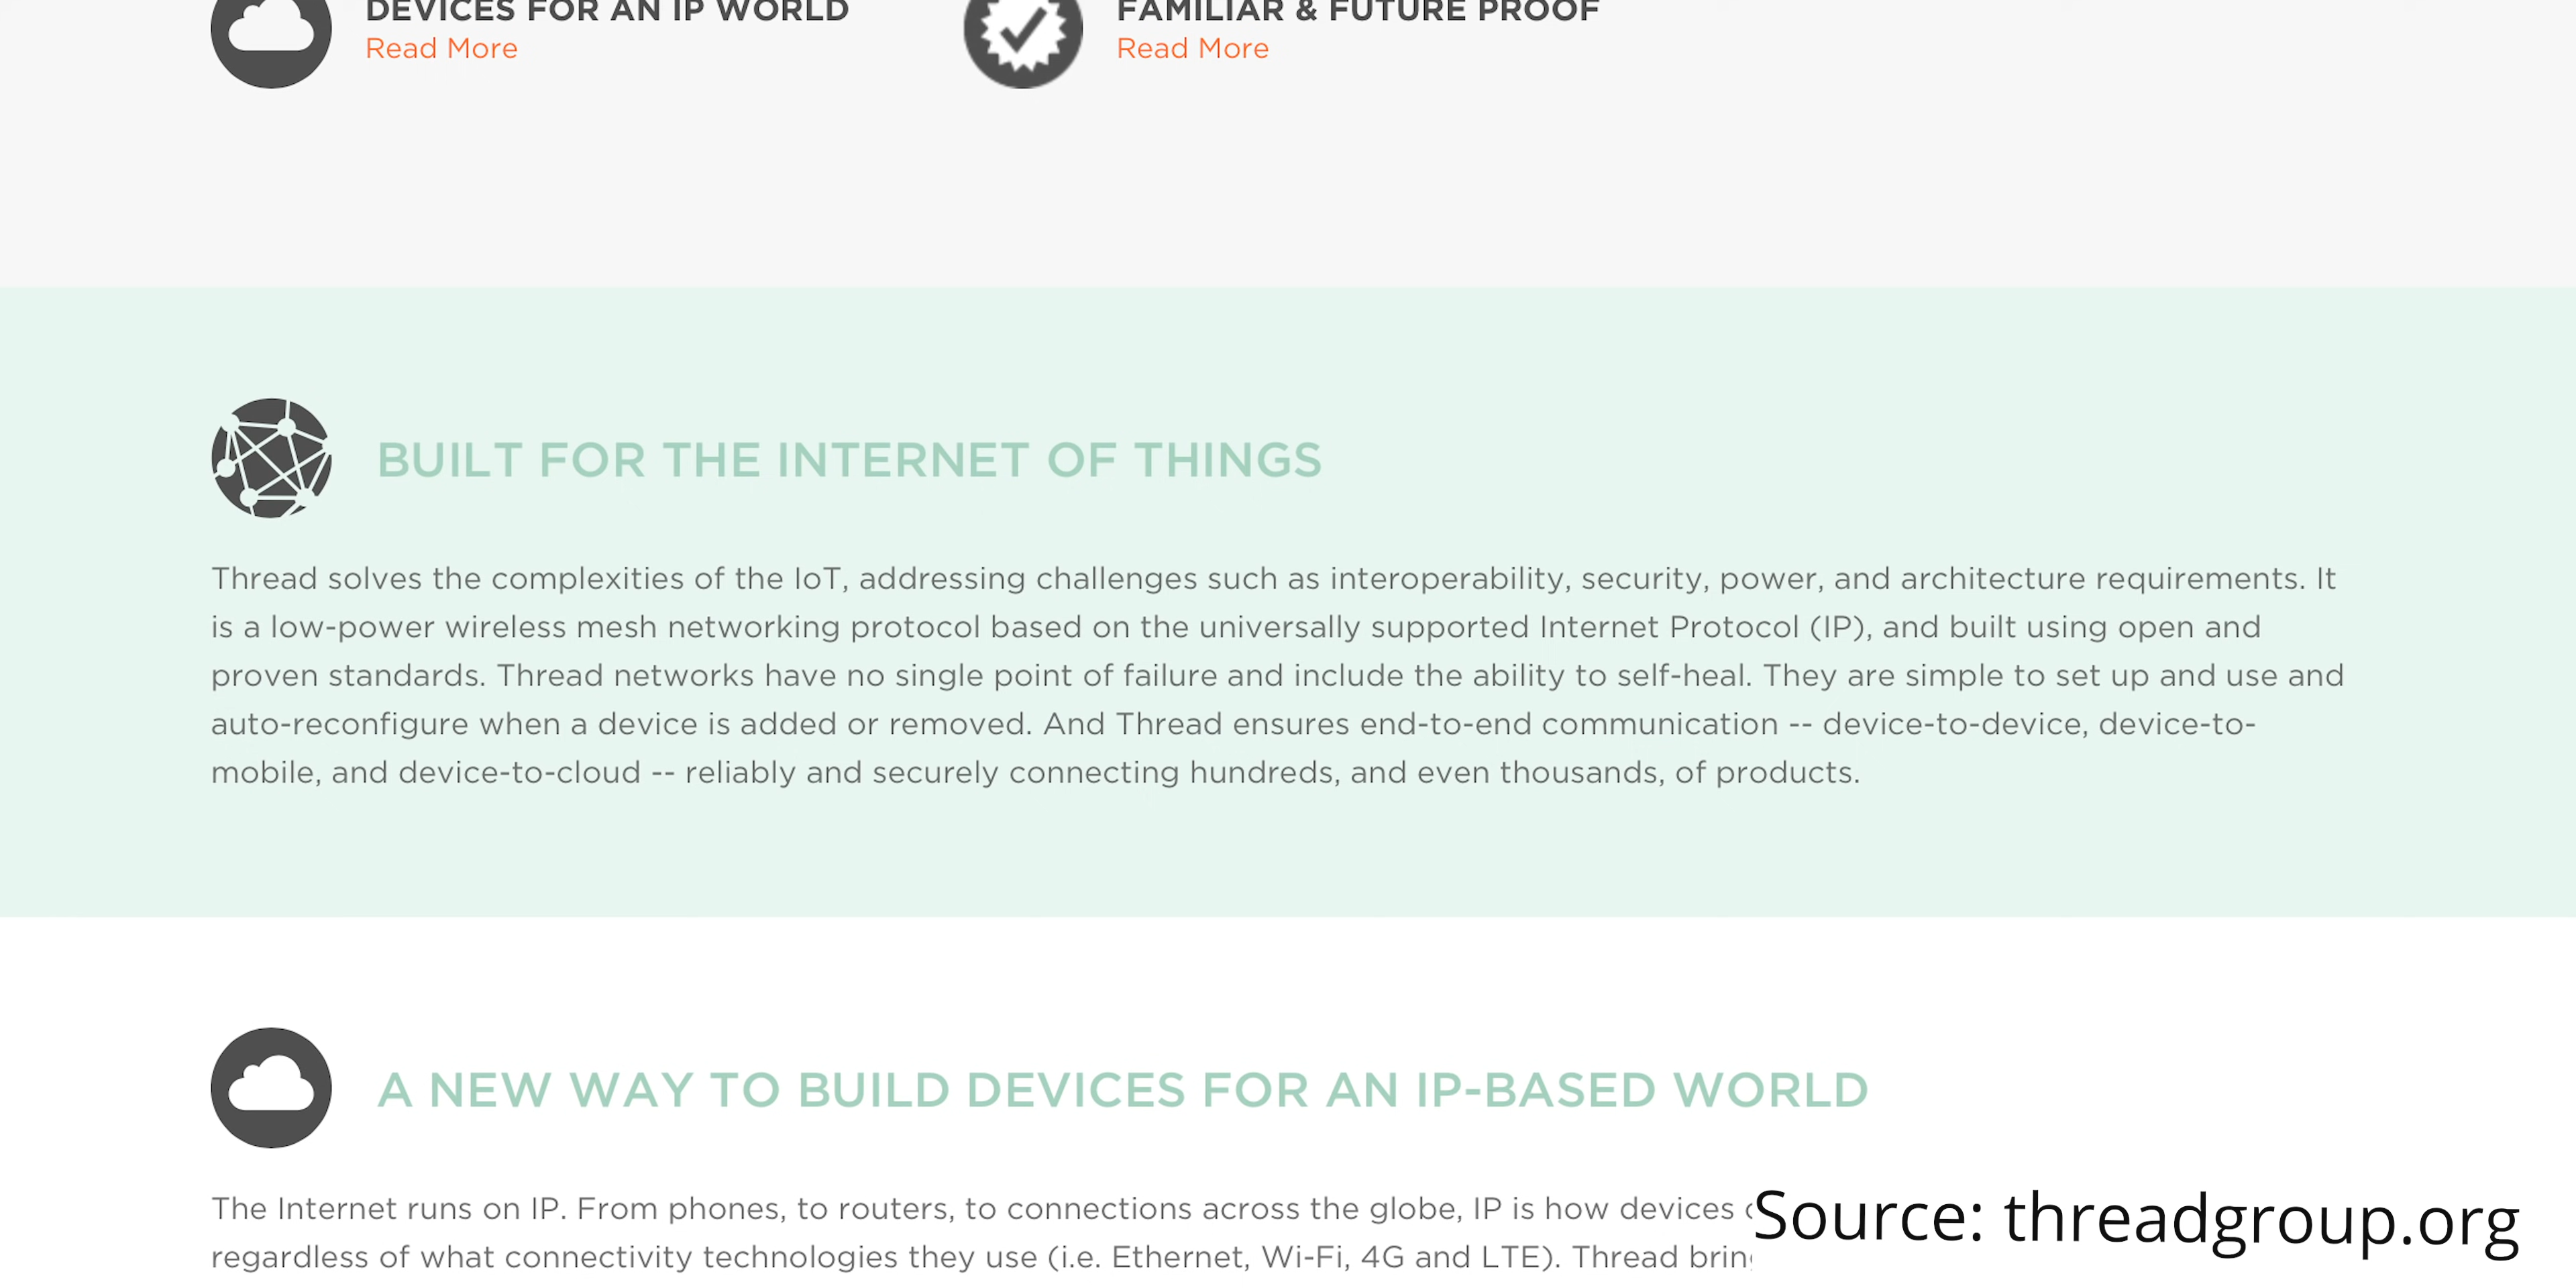 DEVICES FOR AN IP WORLD
Read More
FAMILIAR & FUTURE PROOF
Read More
BUILT FOR THE INTERNET OF THINGS
Thread solves the complexities of the IoT, addressing challenges such as interoperability, security, power, and architecture requirements. It
is a low-power wireless mesh networking protocol based on the universally supported Internet Protocol (IP), and built using open and
proven standards. Thread networks have no single point of failure and include the ability to self-heal. They are simple to set up and use and
auto-reconfigure when a device is added or removed. And Thread ensures end-to-end communication -- device-to-device, device-to-
mobile, and device-to-cloud -- reliably and securely connecting hundreds, and even thousands, of products.
A NEW WAY TO BUILD DEVICES FOR AN IP-BASED WORLD
The Internet runs on IP. From phones, to routers, to connections across the globe, IP is how devices
regardless of what connectivity technologies they use (i.e. Ethernet, Wi-Fi, 4G and LTE). Thread
Source: threadgroup.org